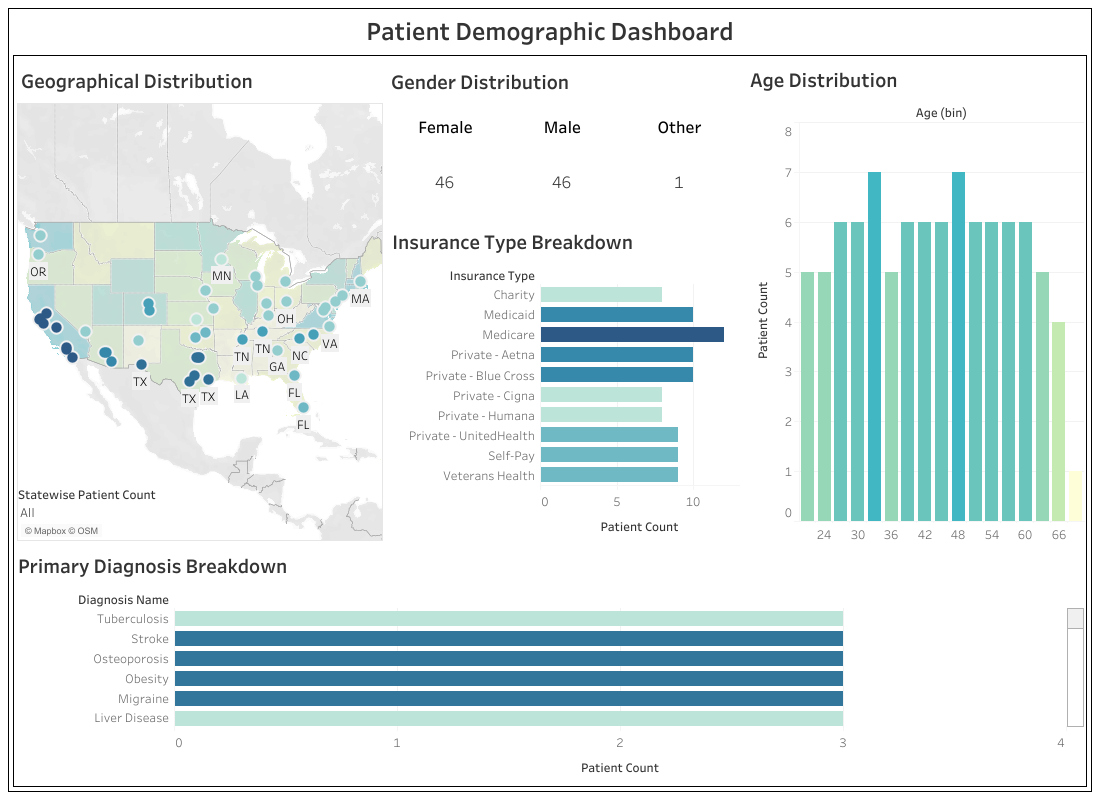 Patient Demographic Dashboard
Geographical Distribution
OR
MN
MA
OH
VA
TN
TN
NC
GA
TX
TX
TX
LA
FL
FL
Statewise Patient Count
All
© Mapbox © OSM
Gender Distribution
Female Male Other
46 46 1
Insurance Type Breakdown
Insurance Type
Charity
Medicaid
Medicare
Private - Aetna
Private - Blue Cross
Private - Cigna
Private - Humana
Private - UnitedHealth
Self-Pay
Veterans Health
0 5 10
Patient Count
Age Distribution
Age (bin)
8
7
6
5
4
3
2
1
0
Patient Count
24 30 36 42 48 54 60 66
Primary Diagnosis Breakdown
Diagnosis Name
Tuberculosis
Stroke
Osteoporosis
Obesity
Migraine
Liver Disease
0 1 2 3 4
Patient Count